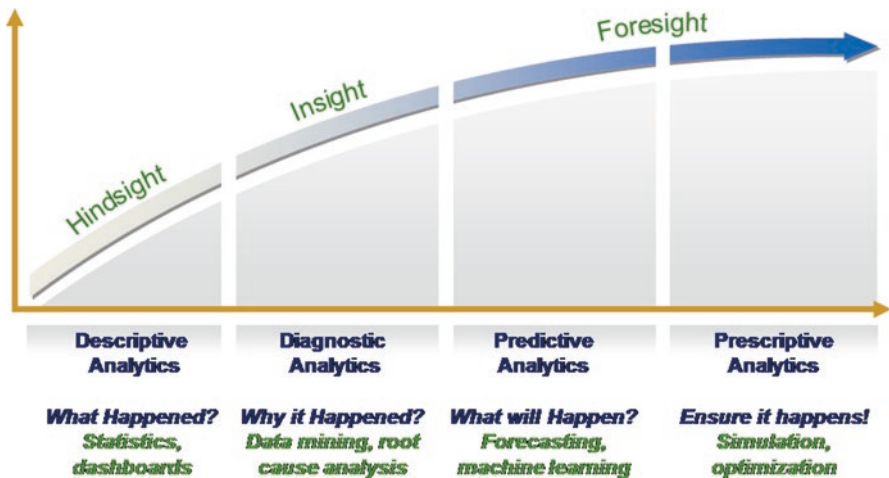 Hindsight
Insight
Foresight
Descriptive
Analytics
What Happened?
Statistics,
dashboards
Diagnostic
Analytics
Why it Happened?
Data mining, root
cause analysis
Predictive
Analytics
What will Happen?
Forecasting,
machine learning
Prescriptive
Analytics
Ensure it happens!
Simulation,
optimization